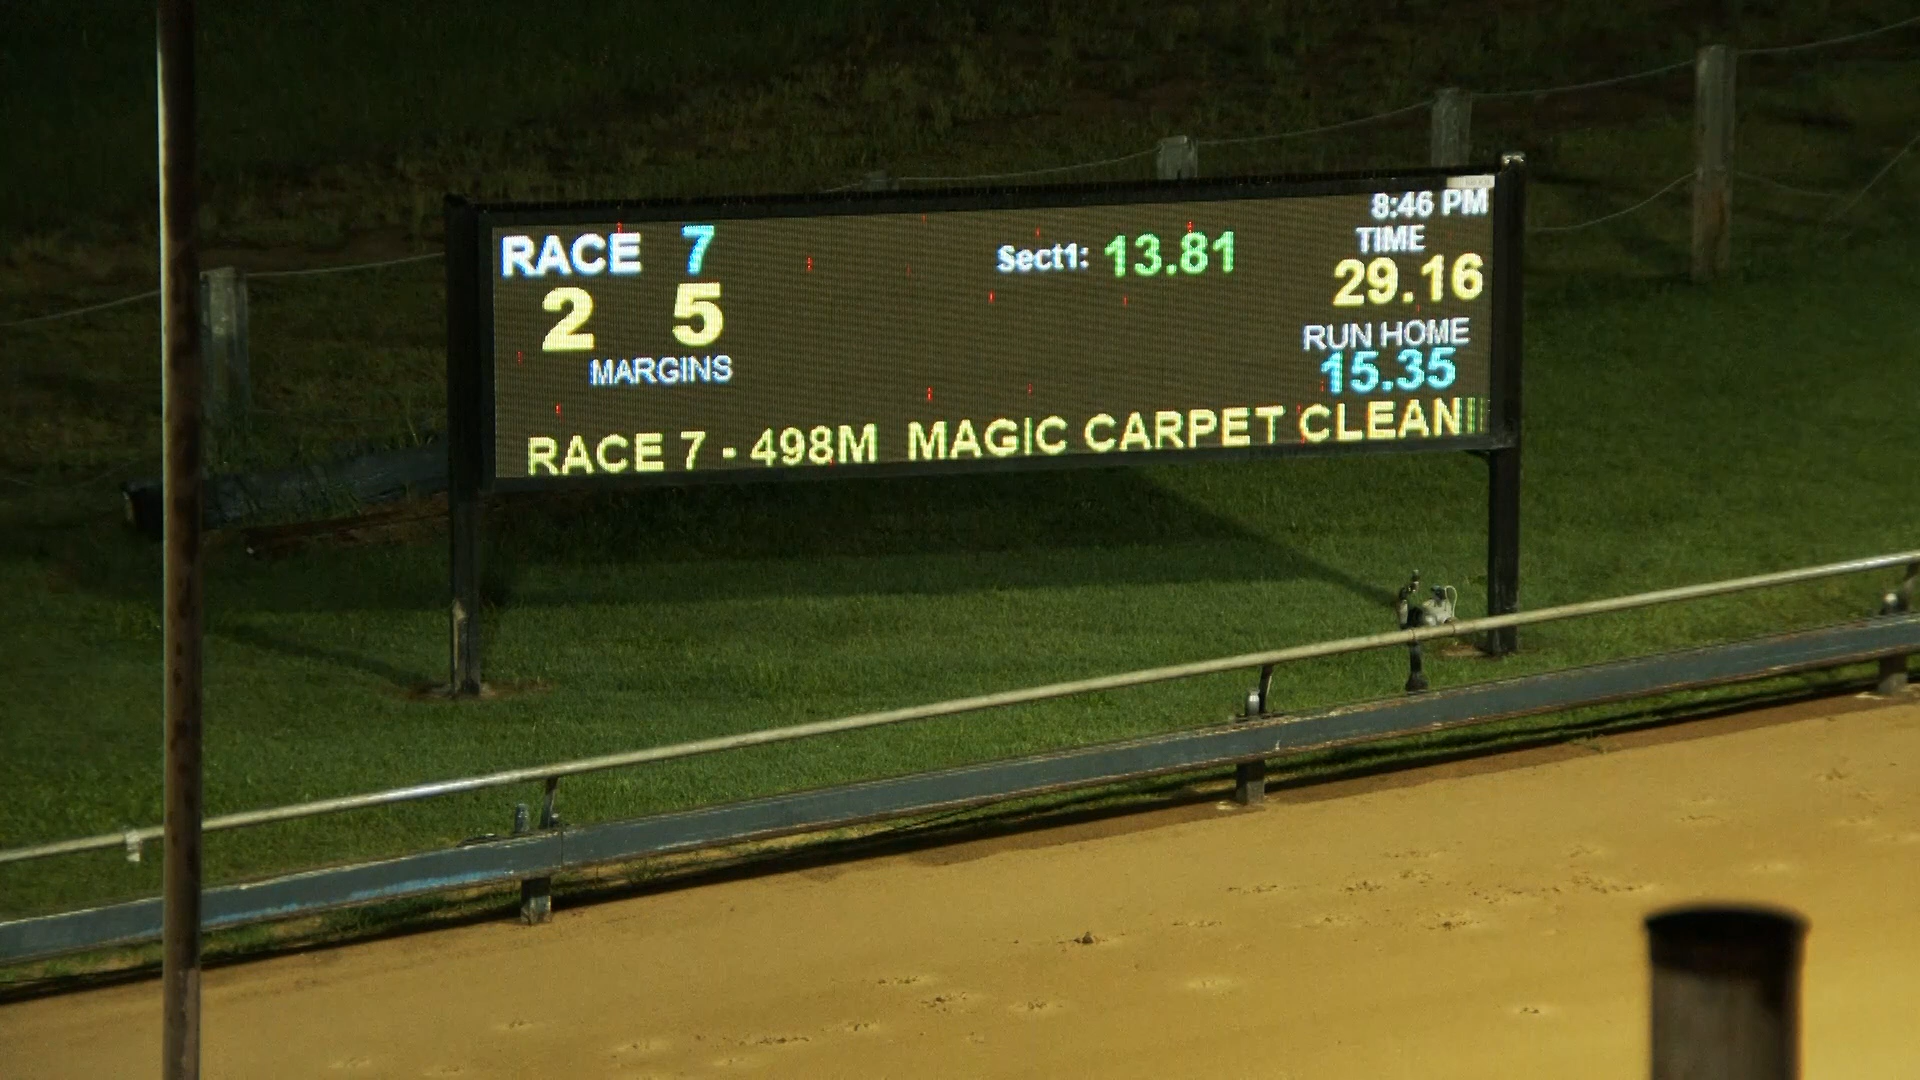 8:46 PM
RACE 7
Sect1: 13.81
TIME
29.16
2 5
RUN HOME
15.35
MARGINS
RACE 7 - 498M MAGIC CARPET CLEAN